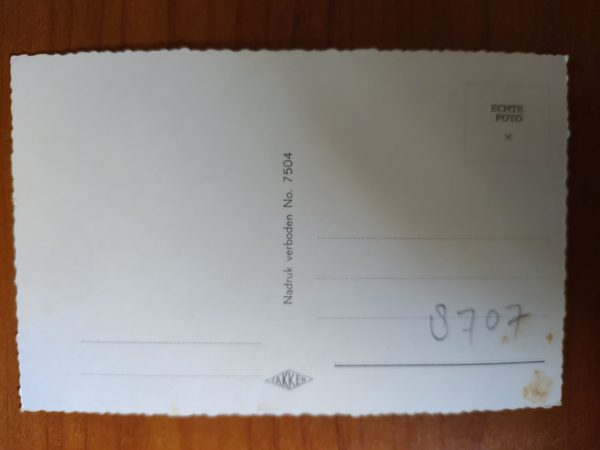 ECHTE
FOTO
Nadruk verboden No. 7504
8707
TAKKEN